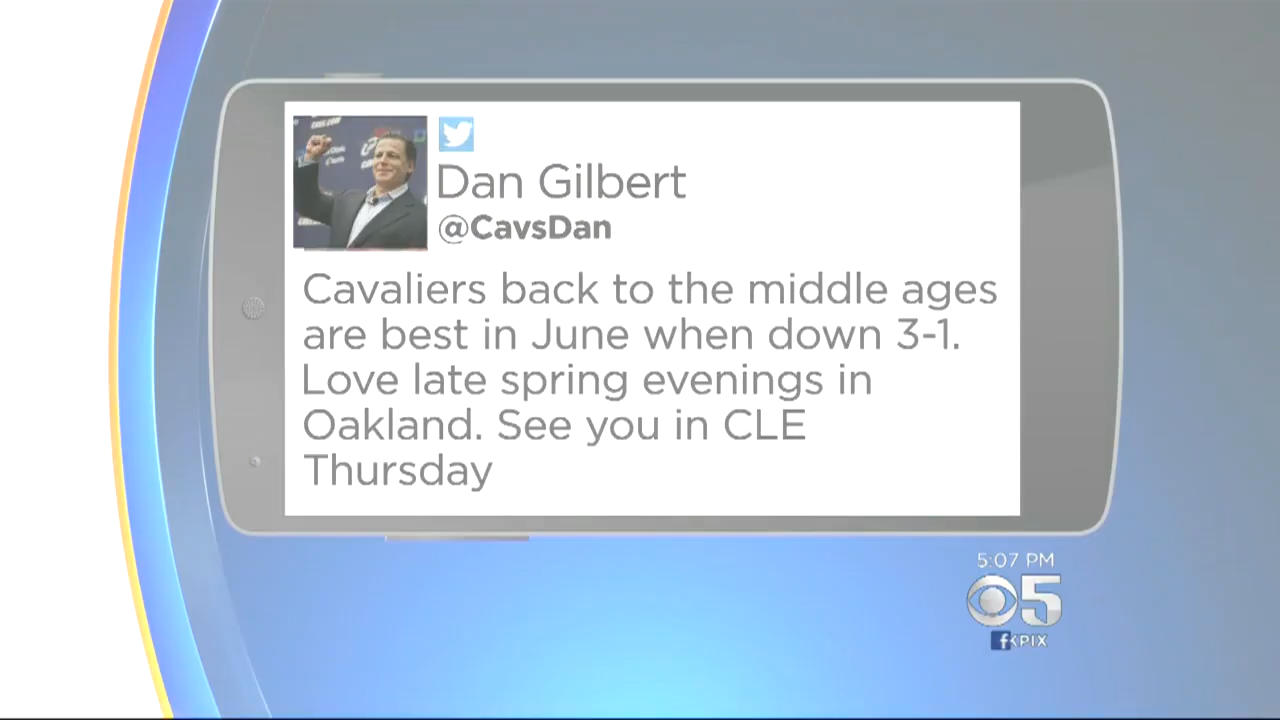 Dan Gilbert
@CavsDan
Cavaliers back to the middle ages
are best in June when down 3-1.
Love late spring evenings in
Oakland. See you in CLE
Thursday
5:07 PM
5
f KPIX